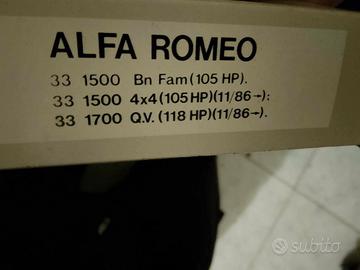 ALFA ROMEO
33 1500 Bn Fam (105 HP).
33 1500 4x4 (105 HP)(11/86→):
33 1700 Q.V. (118 HP)(11/86→).
subito